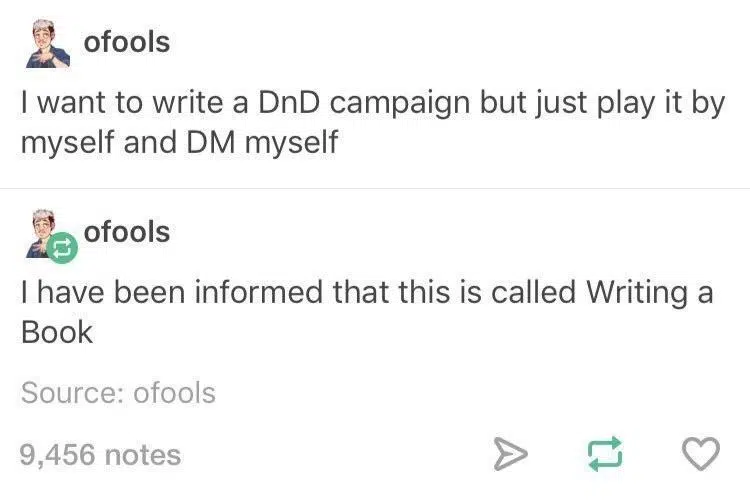 ofools
I want to write a DnD campaign but just play it by
myself and DM myself
ofools
I have been informed that this is called Writing a
Book
Source: ofools
9,456 notes